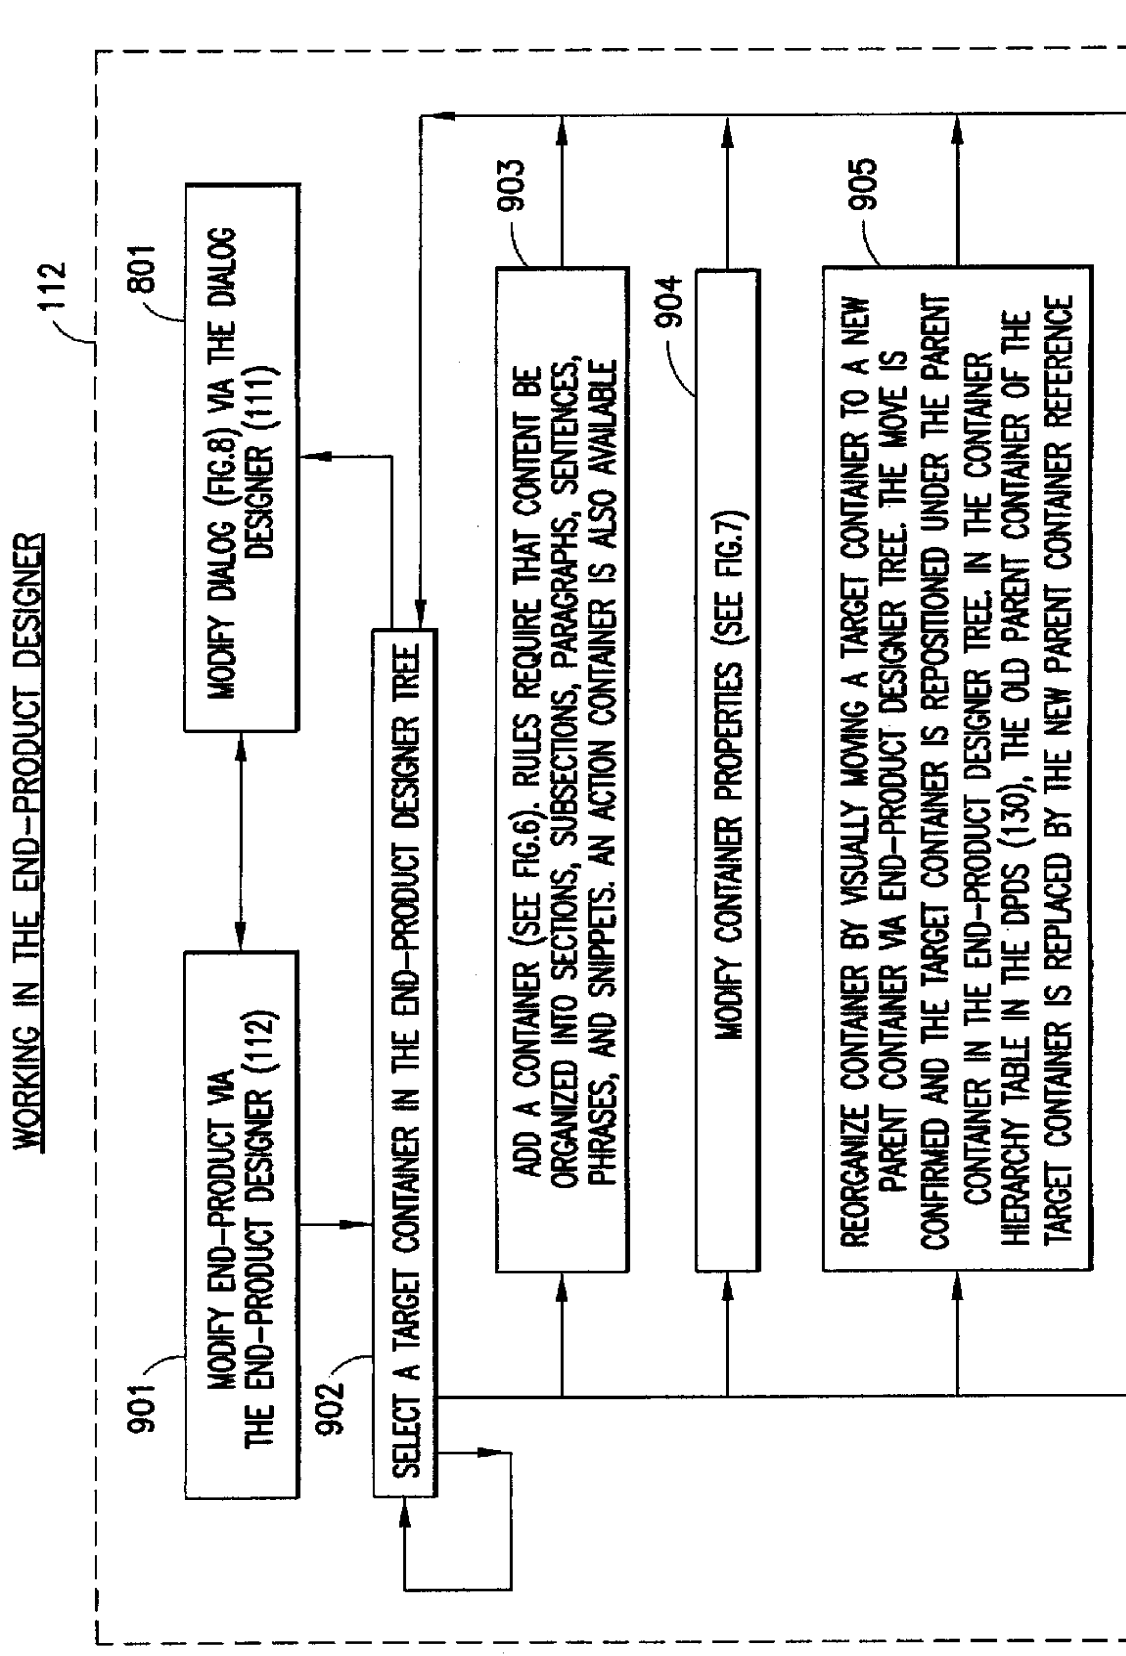 WORKING IN THE END-PRODUCT DESIGNER
112
901
MODIFY END-PRODUCT VIA
THE END-PRODUCT DESIGNER (112)
801
MODIFY DIALOG (FIG.8) VIA THE DIALOG
DESIGNER (111)
902
SELECT A TARGET CONTAINER IN THE END-PRODUCT DESIGNER TREE
903
ADD A CONTAINER (SEE FIG.6). RULES REQUIRE THAT CONTENT BE
ORGANIZED INTO SECTIONS, SUBSECTIONS, PARAGRAPHS, SENTENCES,
PHRASES, AND SNIPPETS. AN ACTION CONTAINER IS ALSO AVAILABLE
904
MODIFY CONTAINER PROPERTIES (SEE FIG.7)
905
REORGANIZE CONTAINER BY VISUALLY MOVING A TARGET CONTAINER TO A NEW
PARENT CONTAINER VIA END-PRODUCT DESIGNER TREE. THE MOVE IS
CONFIRMED AND THE TARGET CONTAINER IS REPOSITIONED UNDER THE PARENT
CONTAINER IN THE END-PRODUCT DESIGNER TREE. IN THE CONTAINER
HIERARCHY TABLE IN THE DPDS (130), THE OLD PARENT CONTAINER OF THE
TARGET CONTAINER IS REPLACED BY THE NEW PARENT CONTAINER REFERENCE